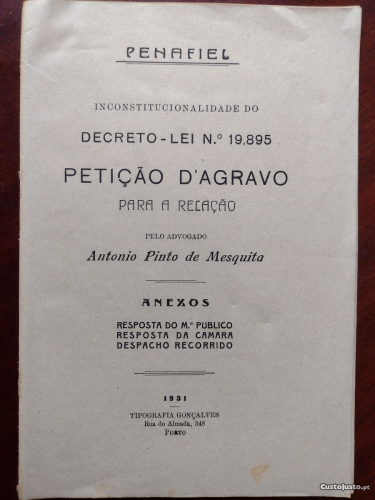 PENAFIEL
INCONSTITUCIONALIDADE DO
DECRETO-LEI N.º 19.895
PETIÇÃO D'AGRAVO
PARA A RELAÇÃO
PELO ADVOGADO
Antonio Pinto de Mesquita
ANEXOS
RESPOSTA DO M.º PUBLICO
RESPOSTA DA CAMARA
DESPACHO RECORRIDO
1931
TIPOGRAFIA GONÇALVES
Rua do Almada, 348
PORTO
CustoJusto.pt